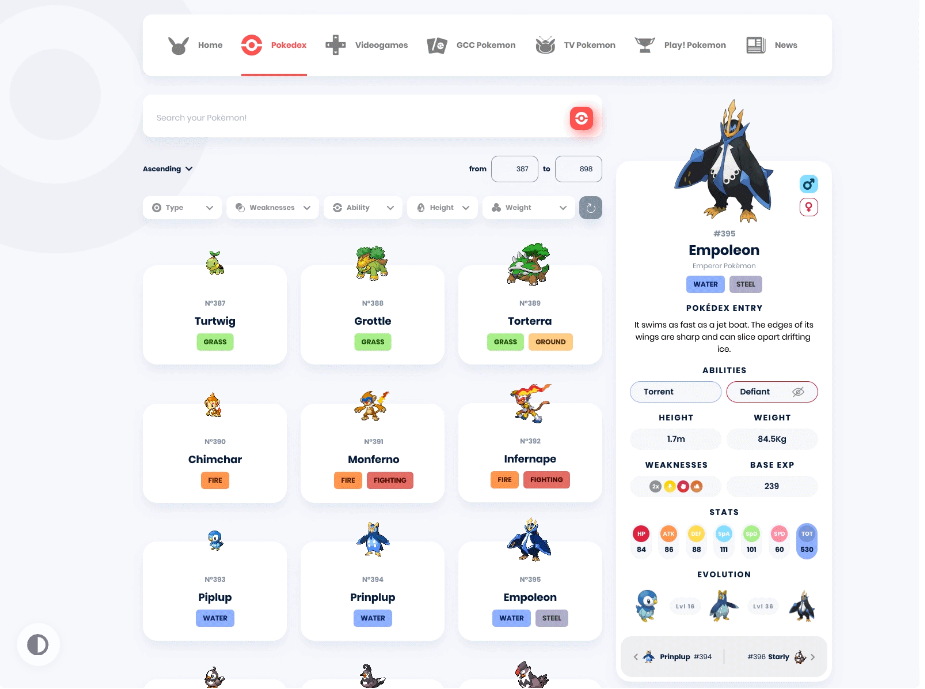 Home Pokedex Videogames GCC Pokemon TV Pokemon Play! Pokemon News
Search your Pokémon!
Ascending from 387 to 898
Type Weaknesses Ability Height Weight
N°387 N°388 N°389
Turtwig Grottle Torterra
GRASS GRASS GRASS GROUND
N°390 N°391 N°392
Chimchar Monferno Infernape
FIRE FIRE FIGHTING FIRE FIGHTING
N°393 N°394 N°395
Piplup Prinplup Empoleon
WATER WATER WATER STEEL
#395
Empoleon
Emperor Pokémon
WATER STEEL
POKÉDEX ENTRY
It swims as fast as a jet boat. The edges of its
wings are sharp and can slice apart drifting
ice.
ABILITIES
Torrent Defiant
HEIGHT WEIGHT
1.7m 84.5Kg
WEAKNESSES BASE EXP
2x 239
STATS
HP ATK DEF SpA SpD SPD TOT
84 86 88 111 101 60 530
EVOLUTION
Lvl 16 Lvl 36
Prinplup #394 #396 Starly